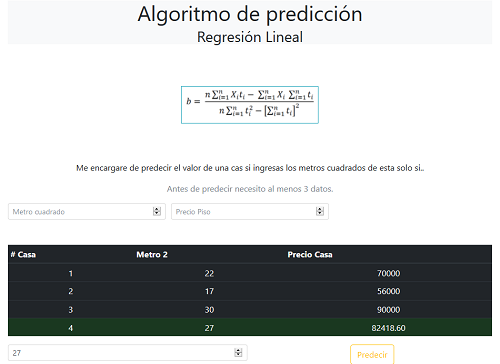 Algoritmo de predicción
Regresión Lineal
b = \frac{n\sum_{i=1}^{n} X_i t_i - \sum_{i=1}^{n} X_i \sum_{i=1}^{n} t_i}{n\sum_{i=1}^{n} t_i^2 - [\sum_{i=1}^{n} t_i]^2}
Me encargare de predecir el valor de una cas si ingresas los metros cuadrados de esta solo si..
Antes de predecir necesito al menos 3 datos.
Metro cuadrado Precio Piso
# Casa Metro 2 Precio Casa
1 22 70000
2 17 56000
3 30 90000
4 27 82418.60
27 Predecir